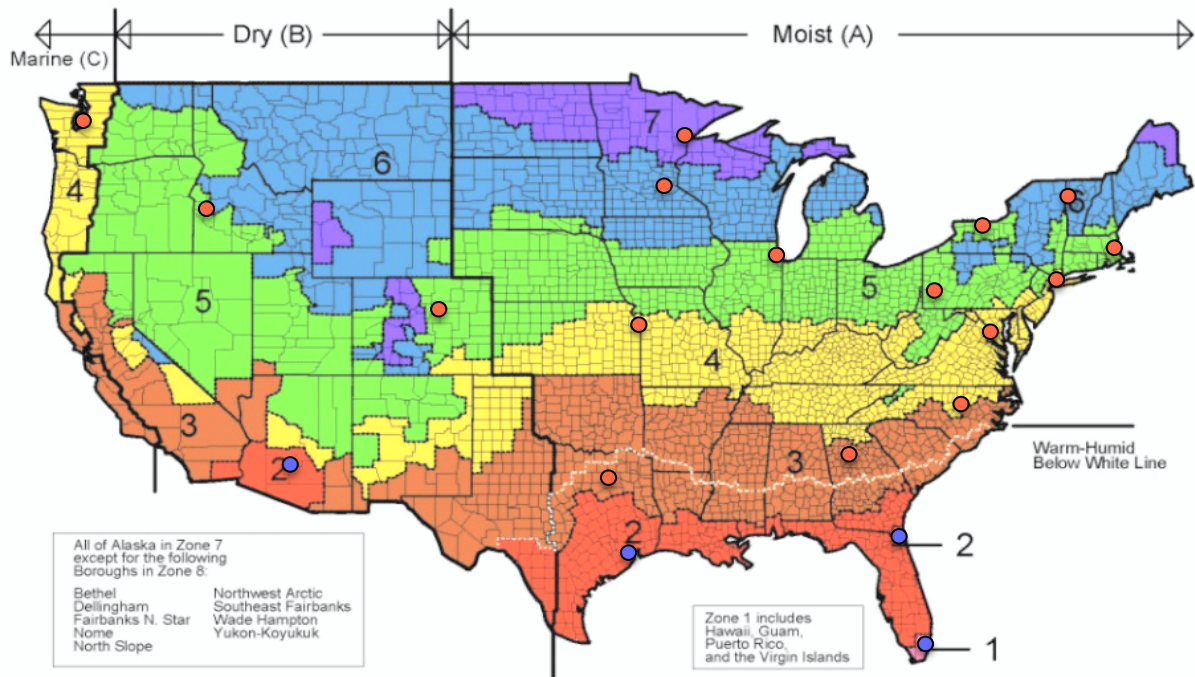 Dry (B)
Moist (A)
Marine (C)
7
6
6
4
5
5
4
3
3
2
2
Warm-Humid
Below White Line
2
1
All of Alaska in Zone 7
except for the following
Boroughs in Zone 8:
Bethel
Dellingham
Fairbanks N. Star
Nome
North Slope
Northwest Arctic
Southeast Fairbanks
Wade Hampton
Yukon-Koyukuk
Zone 1 includes
Hawaii, Guam,
Puerto Rico,
and the Virgin Islands